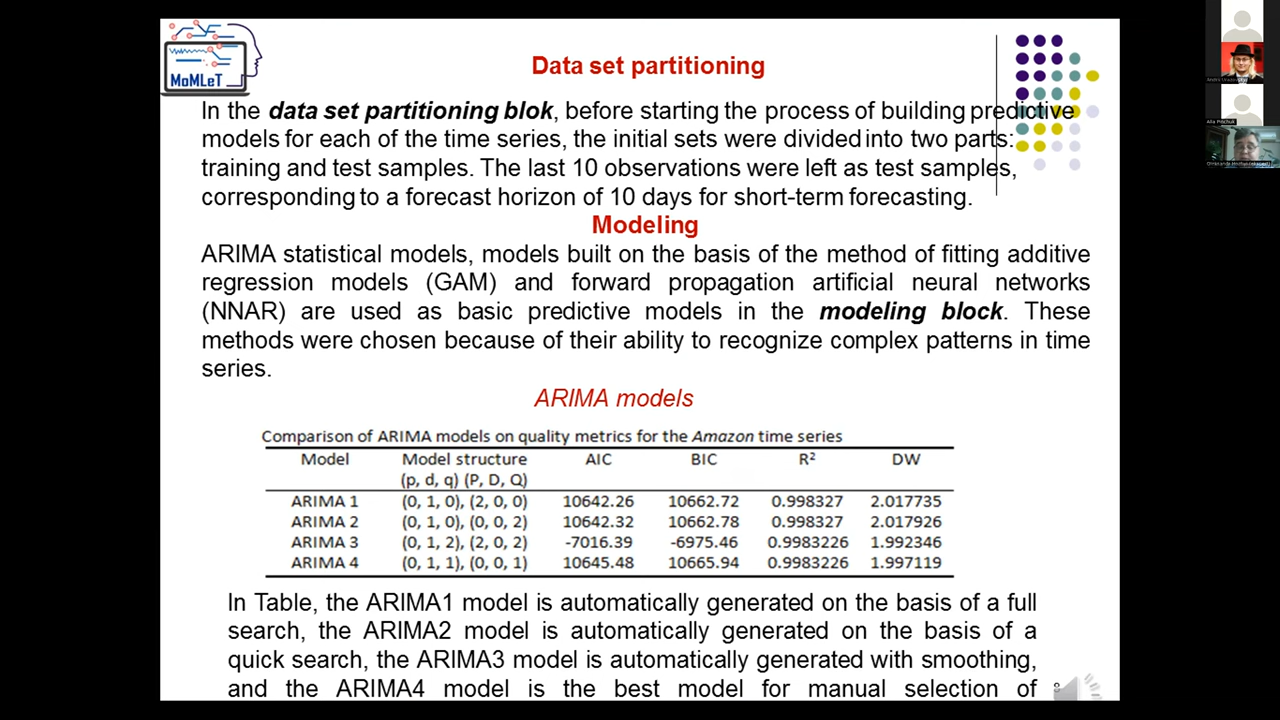 MoMLeT
Data set partitioning
In the data set partitioning blok, before starting the process of building predictive
models for each of the time series, the initial sets were divided into two parts:
training and test samples. The last 10 observations were left as test samples,
corresponding to a forecast horizon of 10 days for short-term forecasting.
Modeling
ARIMA statistical models, models built on the basis of the method of fitting additive
regression models (GAM) and forward propagation artificial neural networks
(NNAR) are used as basic predictive models in the modeling block. These
methods were chosen because of their ability to recognize complex patterns in time
series.
ARIMA models
Comparison of ARIMA models on quality metrics for the Amazon time series
Model Model structure AIC BIC R² DW
(p, d, q) (P, D, Q)
ARIMA 1 (0, 1, 0), (2, 0, 0) 10642.26 10662.72 0.998327 2.017735
ARIMA 2 (0, 1, 0), (0, 0, 2) 10642.32 10662.78 0.998327 2.017926
ARIMA 3 (0, 1, 2), (2, 0, 2) -7016.39 -6975.46 0.9983226 1.992346
ARIMA 4 (0, 1, 1), (0, 0, 1) 10645.48 10665.94 0.9983226 1.997119
In Table, the ARIMA1 model is automatically generated on the basis of a full
search, the ARIMA2 model is automatically generated on the basis of a
quick search, the ARIMA3 model is automatically generated with smoothing,
and the ARIMA4 model is the best model for manual selection of